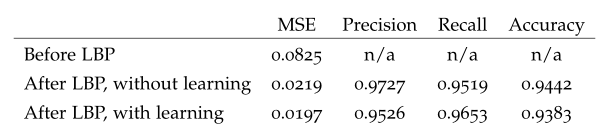 MSE Precision Recall Accuracy
Before LBP 0.0825 n/a n/a n/a
After LBP, without learning 0.0219 0.9727 0.9519 0.9442
After LBP, with learning 0.0197 0.9526 0.9653 0.9383